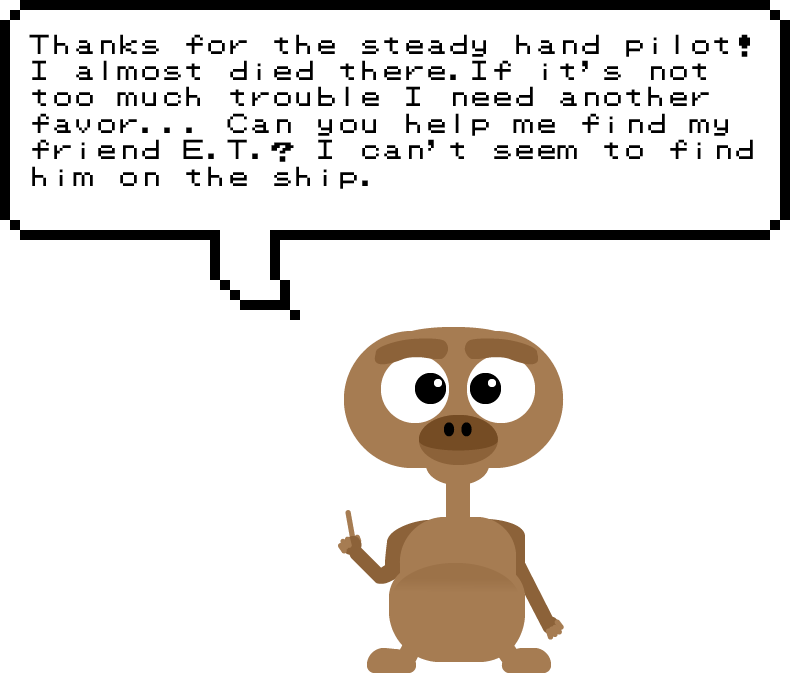 Thanks for the steady hand pilot!
I almost died there.If it's not
too much trouble I need another
favor... Can you help me find my
friend E.T.? I can't seem to find
him on the ship.